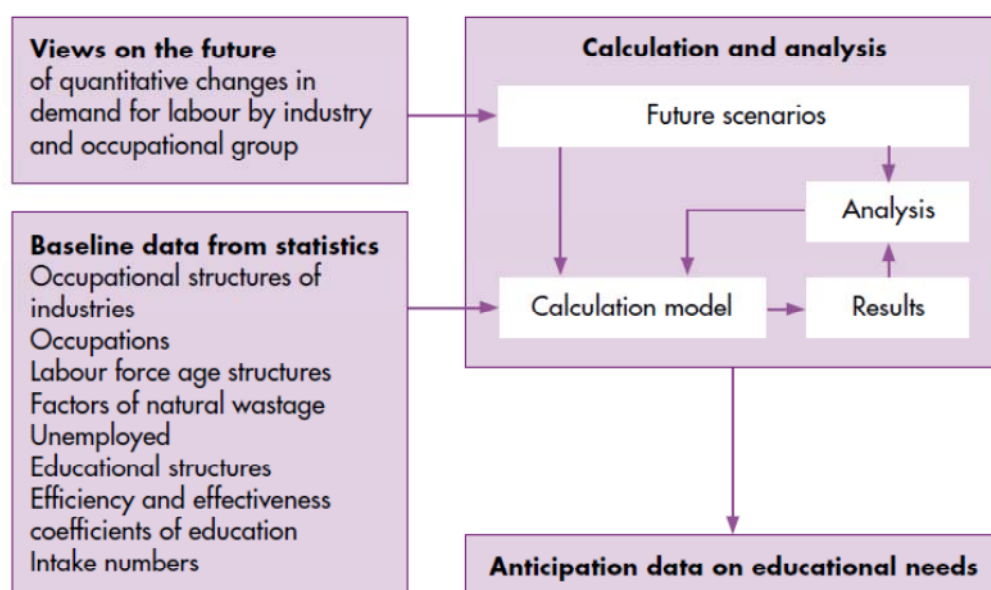 Views on the future
of quantitative changes in
demand for labour by industry
and occupational group
Baseline data from statistics
Occupational structures of
industries
Occupations
Labour force age structures
Factors of natural wastage
Unemployed
Educational structures
Efficiency and effectiveness
coefficients of education
Intake numbers
Calculation and analysis
Future scenarios
Analysis
Calculation model
Results
Anticipation data on educational needs